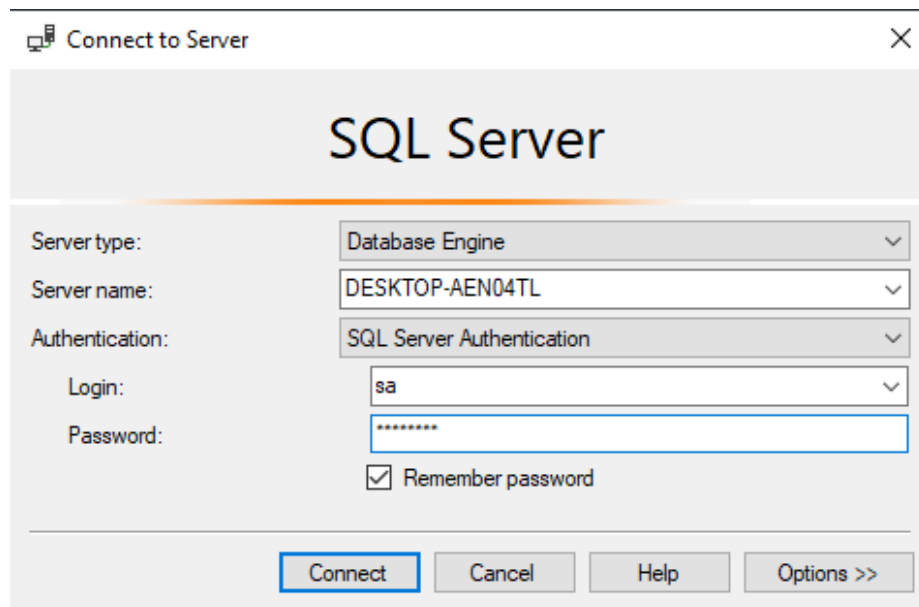 Connect to Server
SQL Server
Server type: Database Engine
Server name: DESKTOP-AEN04TL
Authentication: SQL Server Authentication
Login: sa
Password: ********
Remember password
Connect Cancel Help Options >>